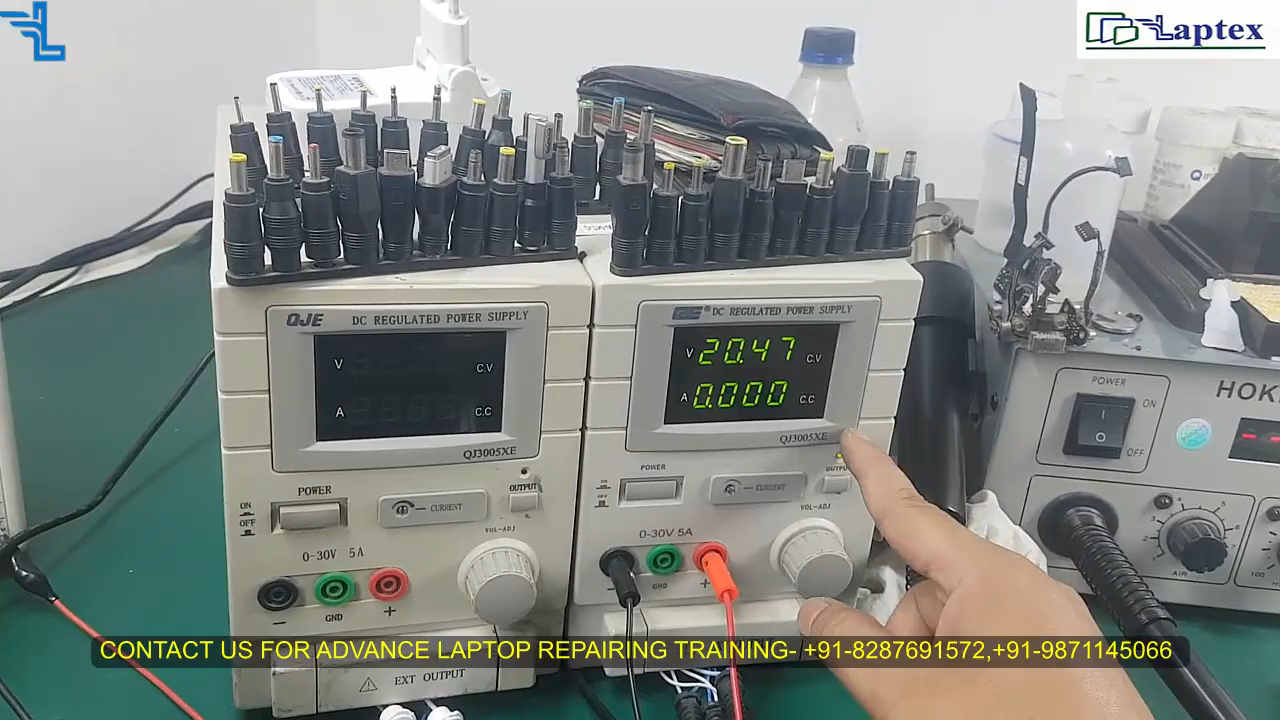 Laptex
QJE DC REGULATED POWER SUPPLY
V C.V
A C.C
QJ3005XE
POWER
ON
OFF
CURRENT
OUTPUT
VOL-ADJ
0-30V 5A
− GND +
EXT OUTPUT
DC REGULATED POWER SUPPLY
V 20.47 C.V
A 0.000 C.C
QJ3005XE
POWER
CURRENT
OUTPUT
VOL-ADJ
0-30V 5A
GND +
POWER
ON
OFF
AIR
100
CONTACT US FOR ADVANCE LAPTOP REPAIRING TRAINING- +91-8287691572,+91-9871145066